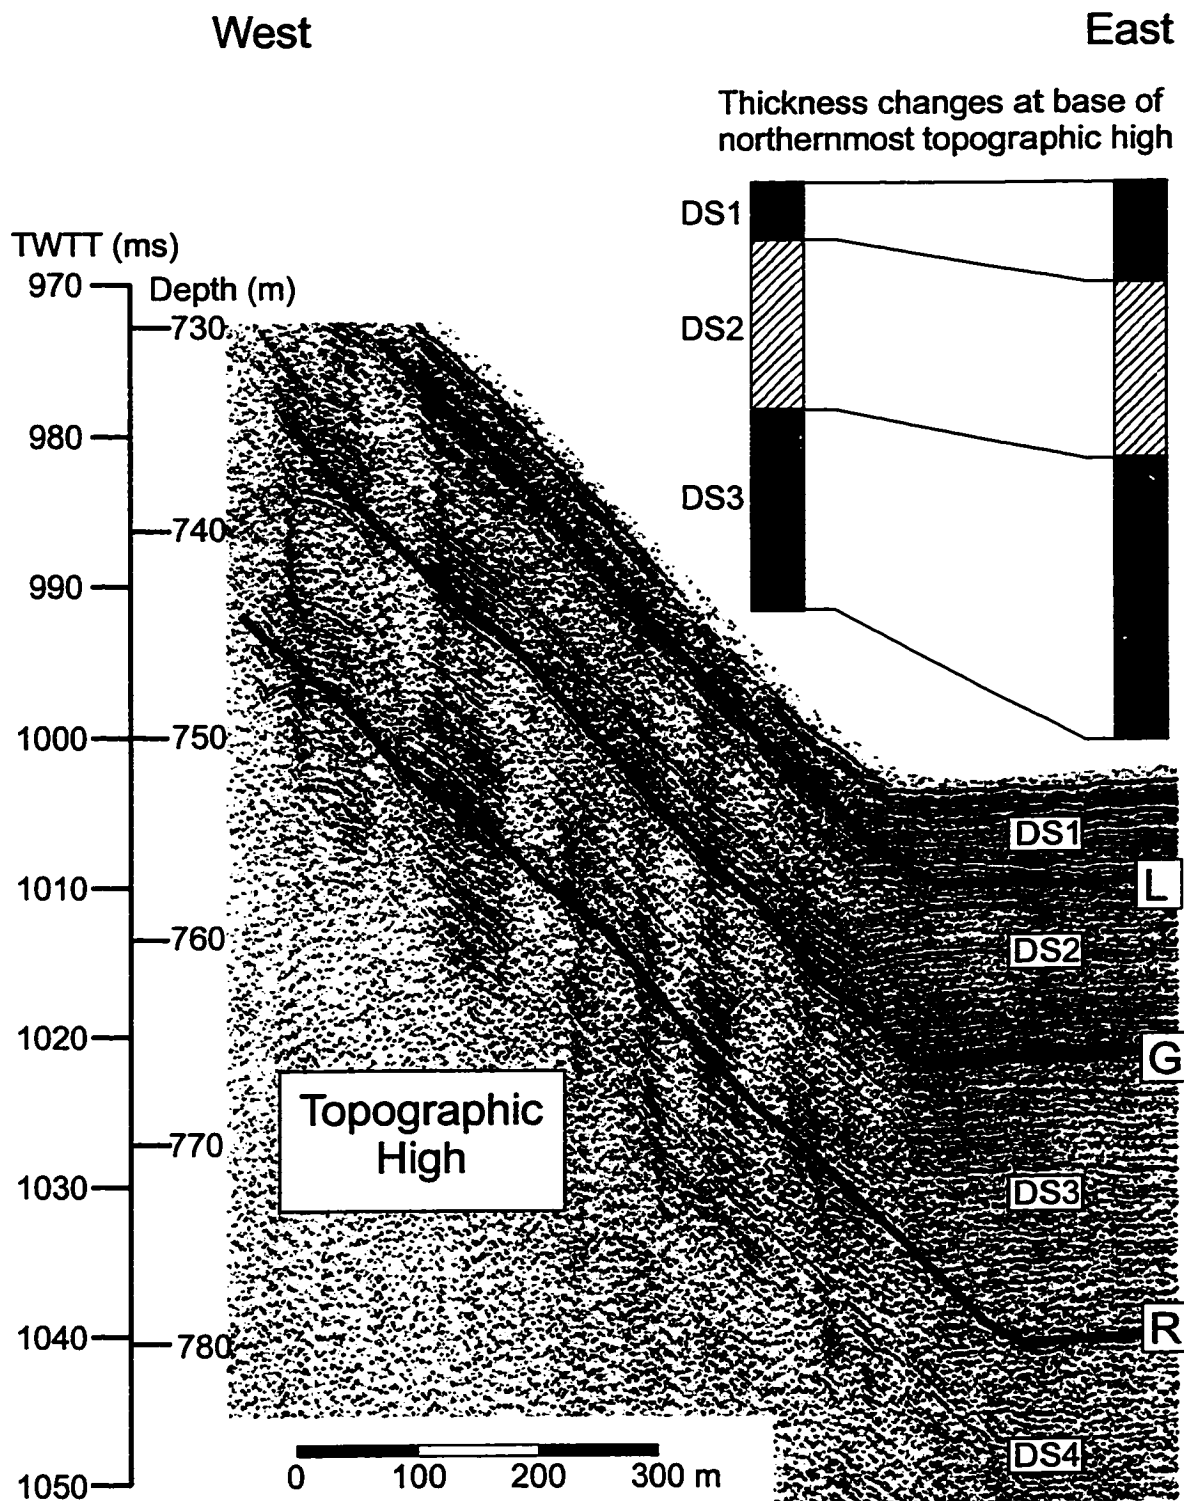 West
East
Thickness changes at base of
northernmost topographic high
DS1
DS2
DS3
TWTT (ms)
Depth (m)
970
980
990
1000
1010
1020
1030
1040
1050
730
740
750
760
770
780
DS1
L
DS2
G
DS3
R
DS4
Topographic
High
0 100 200 300 m